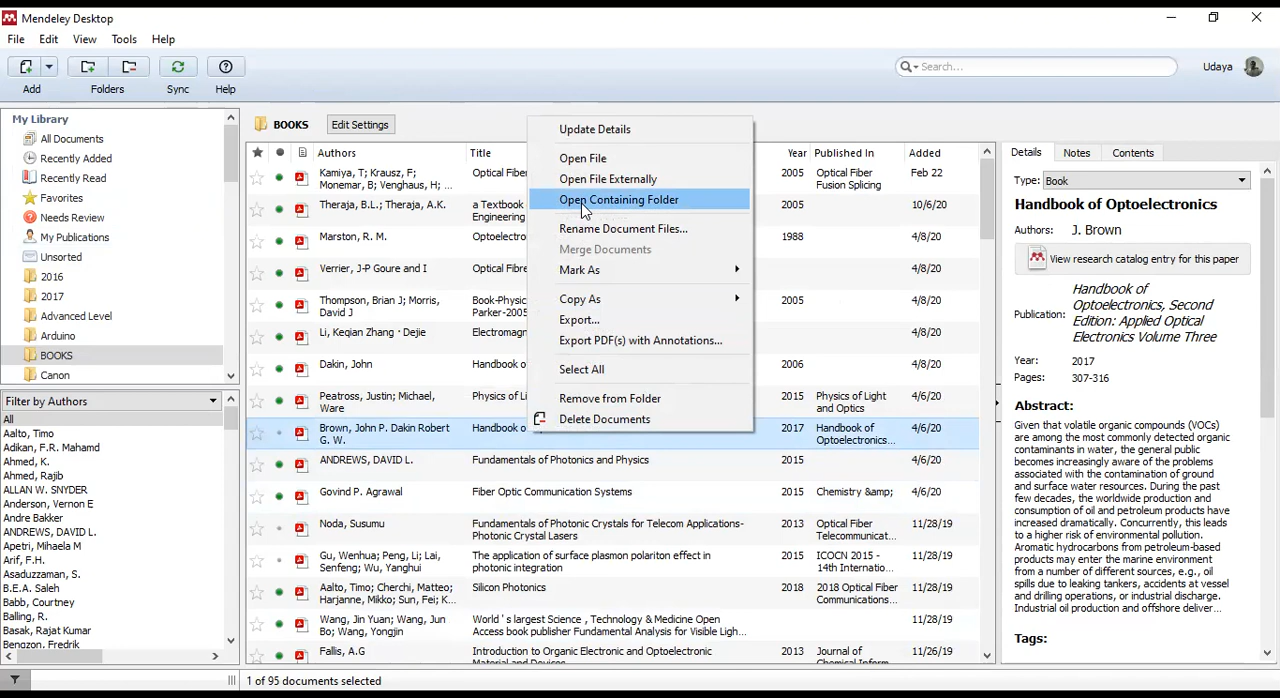 Mendeley Desktop
File Edit View Tools Help
Add Folders Sync Help
Search...
Udaya
My Library
All Documents
Recently Added
Recently Read
Favorites
Needs Review
My Publications
Unsorted
2016
2017
Advanced Level
Arduino
BOOKS
Canon
Filter by Authors
All
Aalto, Timo
Adikan, F.R. Mahamd
Ahmed, K.
Ahmed, Rajib
ALLAN W. SNYDER
Anderson, Vernon E
Andre Bakker
ANDREWS, DAVID L.
Apetri, Mihaela M
Arif, F.H.
Asaduzzaman, S.
B.E.A. Saleh
Babb, Courtney
Balling, R.
Basak, Rajat Kumar
Bengzon, Fredrik
BOOKS Edit Settings
Authors Title Year Published In Added
Kamiya, T; Krausz, F; Optical Fiber 2005 Optical Fiber Feb 22
Monemar, B; Venghaus, H; ... Fusion Splicing
Theraja, B.L.; Theraja, A.K. a Textbook 2005 10/6/20
Engineering
Marston, R. M. Optoelectro 1988 4/8/20
Verrier, J-P Goure and I Optical Fibre 4/8/20
Thompson, Brian J; Morris, Book-Physic 2005 4/8/20
David J Parker-2005
Li, Keqian Zhang · Dejie Electromagn 4/8/20
Dakin, John Handbook o 2006 4/8/20
Peatross, Justin; Michael, Physics of Li 2015 Physics of Light 4/6/20
Ware and Optics
Brown, John P. Dakin Robert Handbook o 2017 Handbook of 4/6/20
G. W. Optoelectronics...
ANDREWS, DAVID L. Fundamentals of Photonics and Physics 2015 4/6/20
Govind P. Agrawal Fiber Optic Communication Systems 2015 Chemistry &amp; 4/6/20
Noda, Susumu Fundamentals of Photonic Crystals for Telecom Applications- 2013 Optical Fiber 11/28/19
Photonic Crystal Lasers Telecommunicat...
Gu, Wenhua; Peng, Li; Lai, The application of surface plasmon polariton effect in 2015 ICOCN 2015 - 11/28/19
Senfeng; Wu, Yanghui photonic integration 14th Internatio...
Aalto, Timo; Cherchi, Matteo; Silicon Photonics 2018 2018 Optical Fiber 11/28/19
Harjanne, Mikko; Sun, Fei; K... Communications...
Wang, Jin Yuan; Wang, Jun World ' s largest Science , Technology & Medicine Open 11/28/19
Bo; Wang, Yongjin Access book publisher Fundamental Analysis for Visible Ligh...
Fallis, A.G Introduction to Organic Electronic and Optoelectronic Journal of 11/26/19
Material and Devices Chemical Inform...
Update Details
Open File
Open File Externally
Open Containing Folder
Rename Document Files...
Merge Documents
Mark As
Copy As
Export...
Export PDF(s) with Annotations...
Select All
Remove from Folder
Delete Documents
Details Notes Contents
Type: Book
Handbook of Optoelectronics
Authors: J. Brown
View research catalog entry for this paper
Publication: Handbook of
Optoelectronics, Second
Edition: Applied Optical
Electronics Volume Three
Year: 2017
Pages: 307-316
Abstract:
Given that volatile organic compounds (VOCs)
are among the most commonly detected organic
contaminants in water, the general public
becomes increasingly aware of the problems
associated with the contamination of ground
and surface water resources. During the past
few decades, the worldwide production and
consumption of oil and petroleum products have
increased dramatically. Concurrently, this leads
to a higher risk of environmental pollution.
Aromatic hydrocarbons from petroleum-based
products may enter the marine environment
from a number of different sources, e.g., oil
spills due to leaking tankers, accidents at vessel
and drilling operations, or industrial discharge.
Industrial oil production and offshore deliver...
Tags:
1 of 95 documents selected